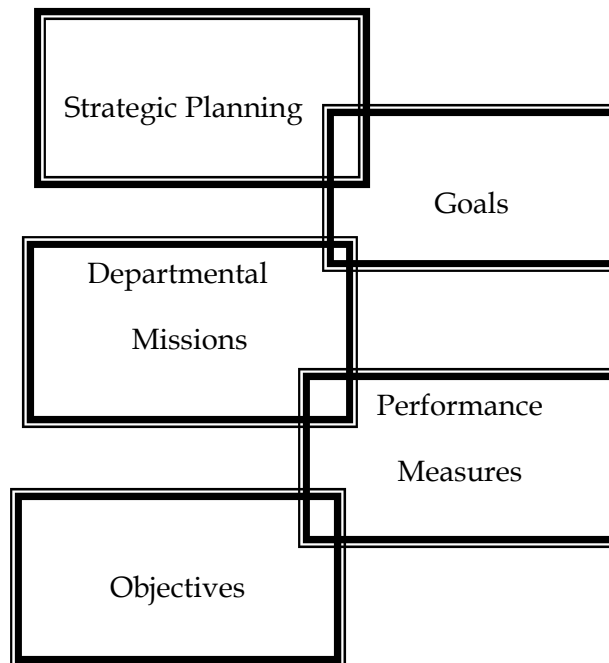 Strategic Planning
Goals
Departmental
Missions
Performance
Measures
Objectives